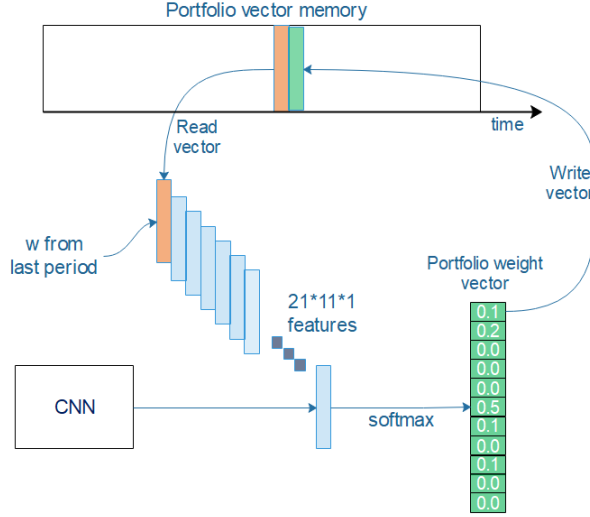 Portfolio vector memory
time
Read
vector
Write
vector
w from
last period
Portfolio weight
vector
21*11*1
features
CNN
softmax
0.1
0.2
0.0
0.0
0.0
0.5
0.1
0.0
0.1
0.0
0.0